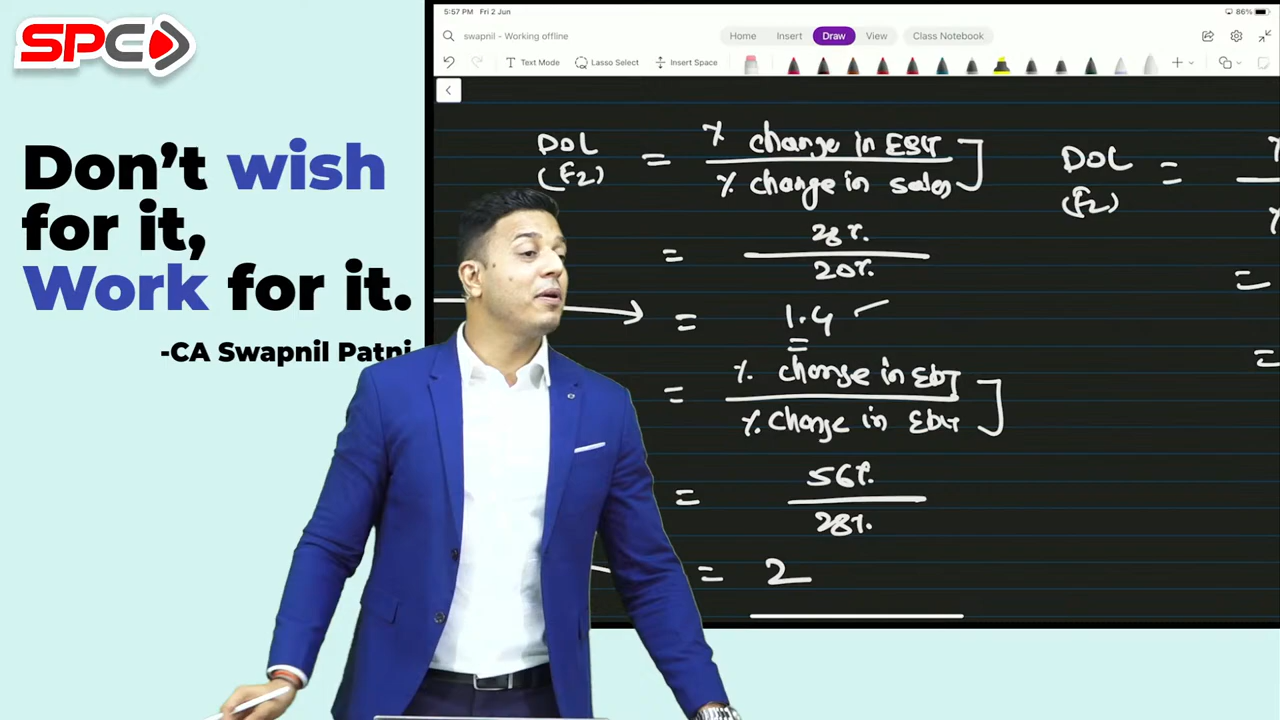 SPC
Don't wish
for it,
Work for it.
-CA Swapnil Patni
5:57 PM Fri 2 Jun
86%
swapnil - Working offline
Home Insert Draw View Class Notebook
Text Mode Lasso Select Insert Space
DOL (F2) = % change in EBIT / % change in sales
= 28% / 20%
= 1.4
= % change in Ebt / % change in Ebit
= 56% / 28%
= 2
DOL (F2) = %
%
=
=